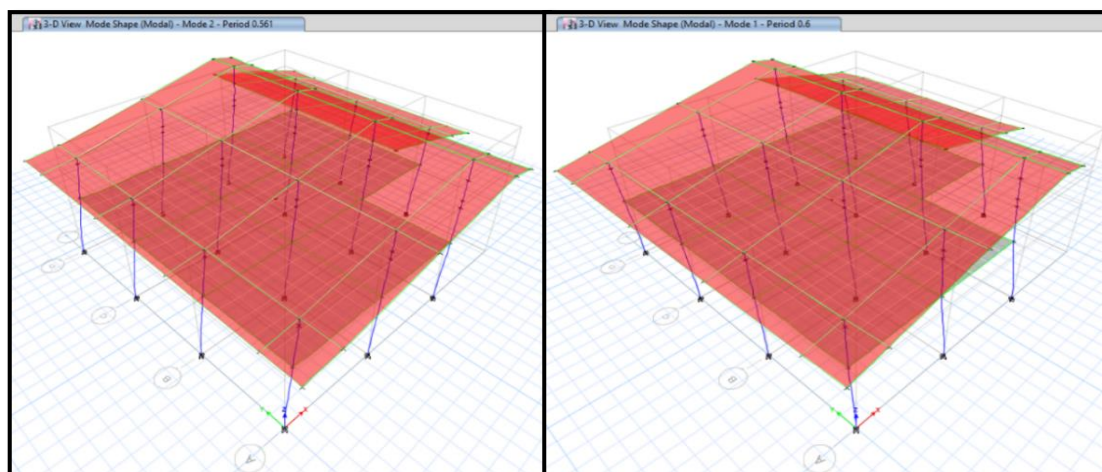 3-D View Mode Shape (Modal) - Mode 2 - Period 0.561
3-D View Mode Shape (Modal) - Mode 1 - Period 0.6
B
A
Z
Y
X
B
A
Z
Y
X